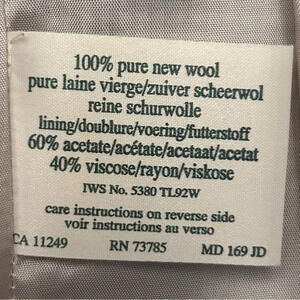 100% pure new wool
pure laine vierge/zuiver scheerwol
reine schurwolle
lining/doublure/voering/futterstoff
60% acetate/acétate/acetaat/acetat
40% viscose/rayon/viskose
IWS No. 5380 TL92W
care instructions on reverse side
voir instructions au verso
CA 11249 RN 73785 MD 169 JD